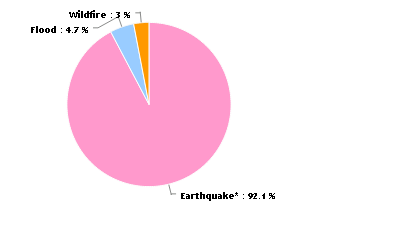 Wildfire : 3 %
Flood : 4.7 %
Earthquake* : 92.1 %